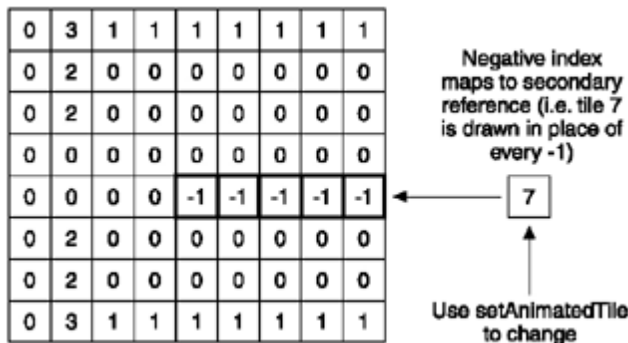 0 3 1 1 1 1 1 1 1
0 2 0 0 0 0 0 0 0
0 2 0 0 0 0 0 0 0
0 0 0 0 0 0 0 0 0
0 0 0 0 -1 -1 -1 -1 -1
0 2 0 0 0 0 0 0 0
0 2 0 0 0 0 0 0 0
0 3 1 1 1 1 1 1 1
Negative index
maps to secondary
reference (i.e. tile 7
is drawn in place of
every -1)
7
Use setAnimatedTile
to change